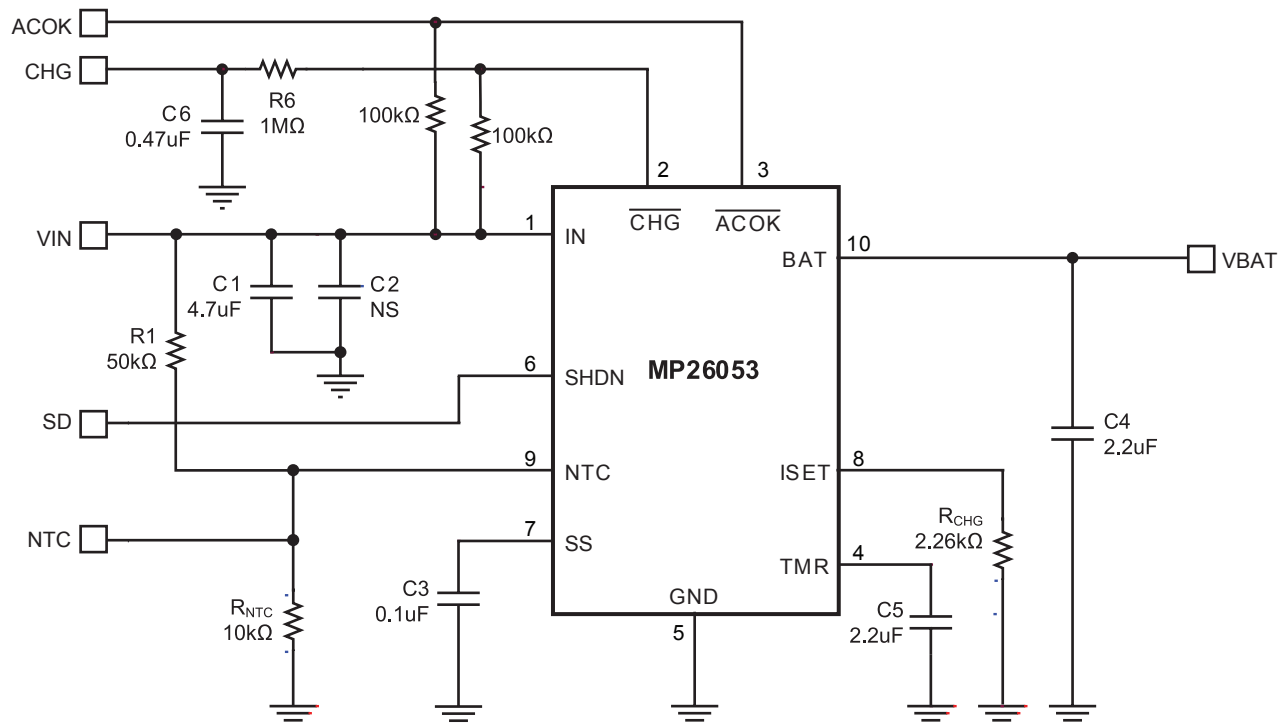 ACOK
CHG
C6
0.47uF
R6
1MΩ
100kΩ
100kΩ
2
3
VIN
1
IN
CHG
ACOK
10
BAT
VBAT
C1
4.7uF
C2
NS
R1
50kΩ
6
SHDN
MP26053
SD
C4
2.2uF
9
NTC
8
ISET
NTC
7
SS
RCHG
2.26kΩ
4
TMR
C3
0.1uF
GND
RNTC
10kΩ
5
C5
2.2uF